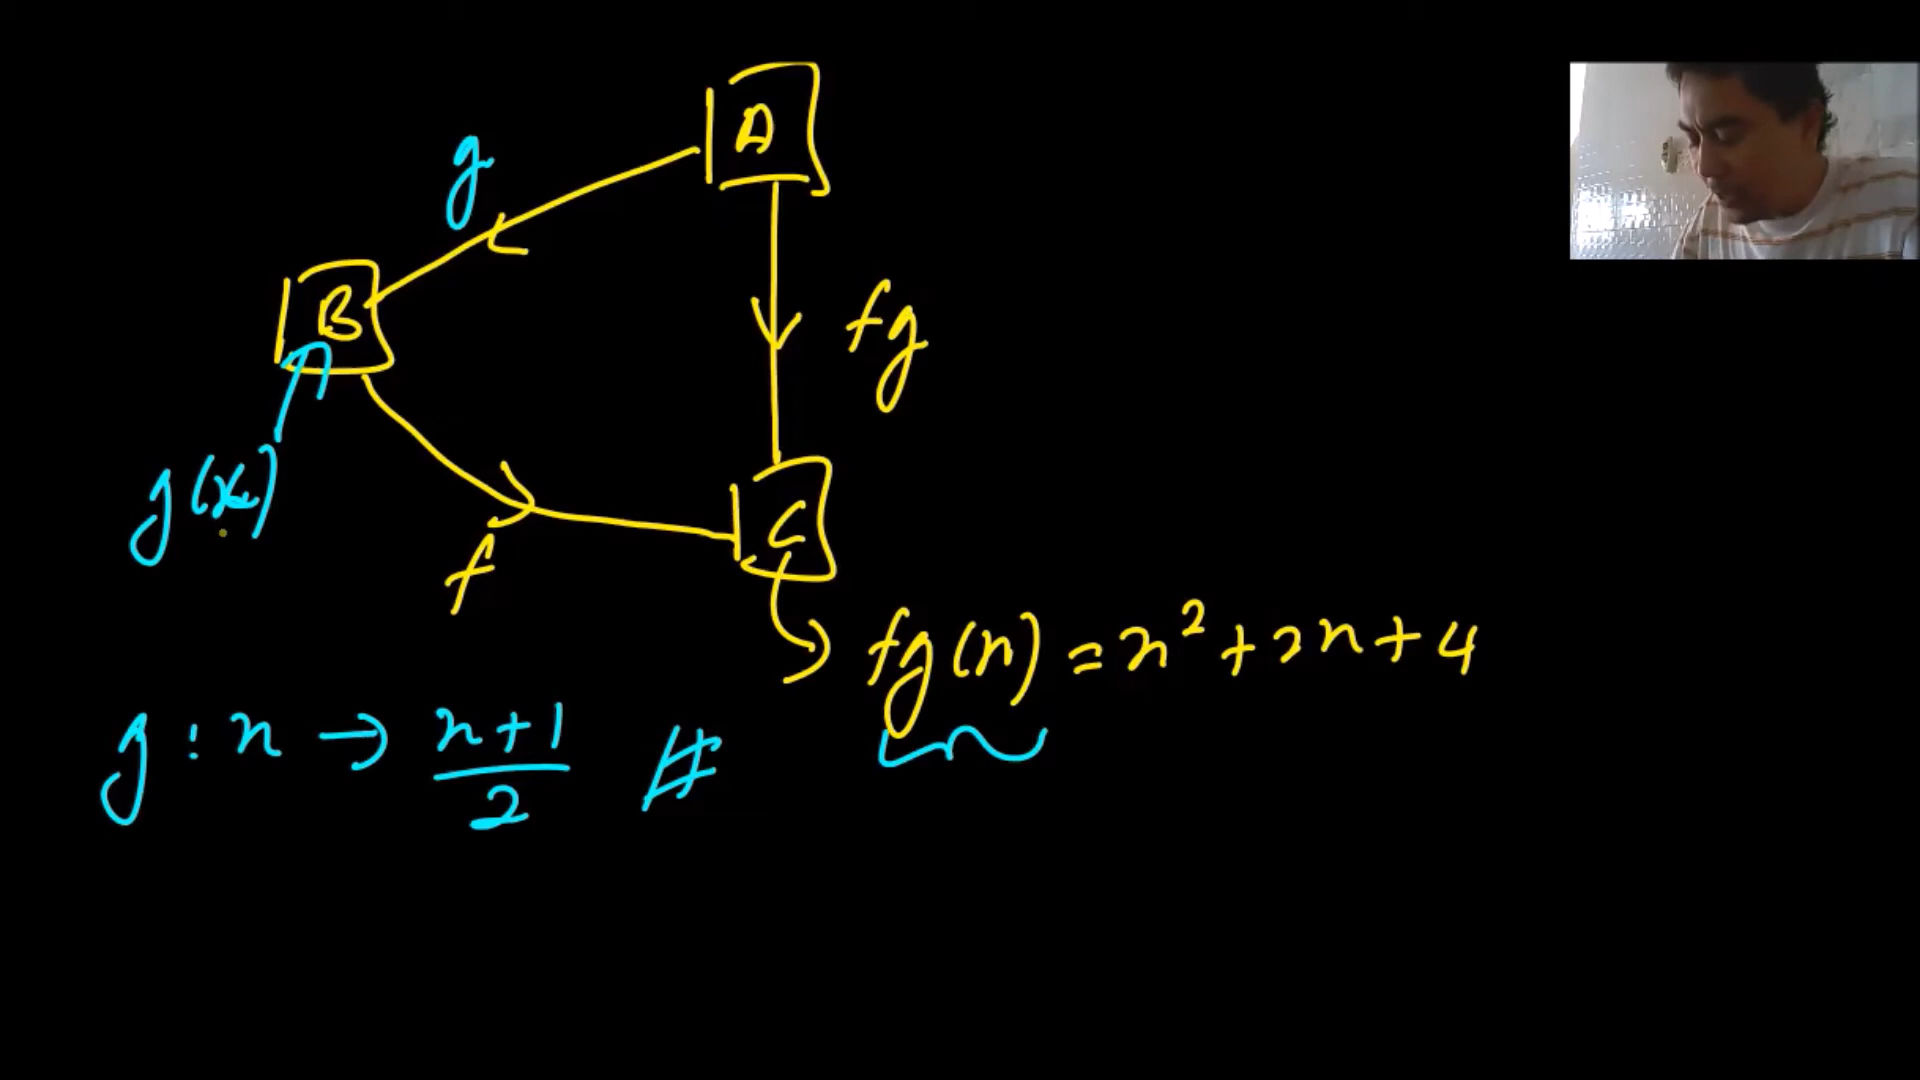 A
g
B
fg
g(x)
C
f
fg(x) = x² + 2x + 4
g : x → x+1/2 #